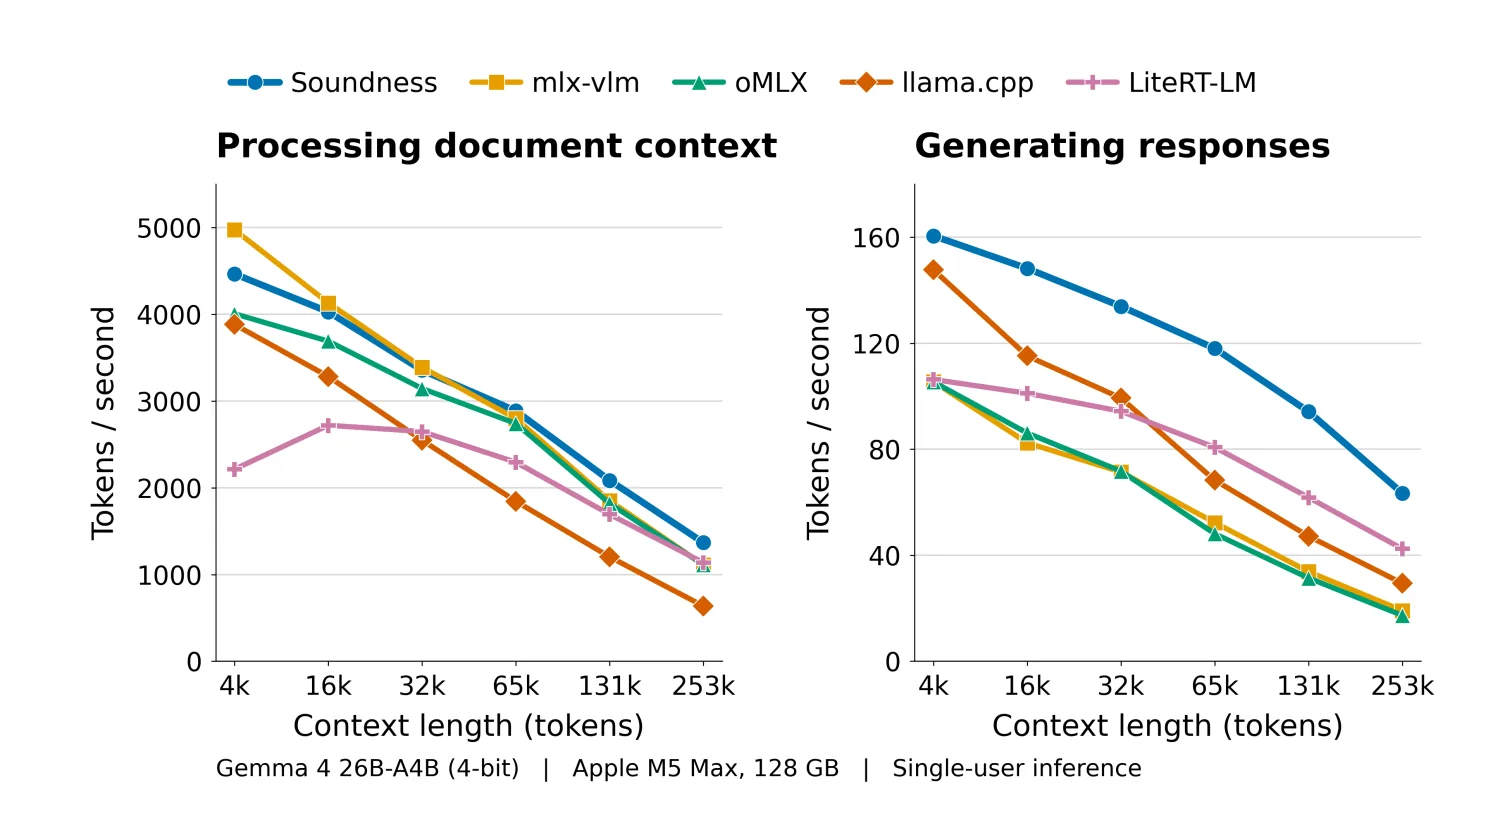 Soundness mlx-vlm oMLX llama.cpp LiteRT-LM
Processing document context
Tokens / second
5000
4000
3000
2000
1000
0
4k 16k 32k 65k 131k 253k
Context length (tokens)
Generating responses
Tokens / second
160
120
80
40
0
4k 16k 32k 65k 131k 253k
Context length (tokens)
Gemma 4 26B-A4B (4-bit) | Apple M5 Max, 128 GB | Single-user inference